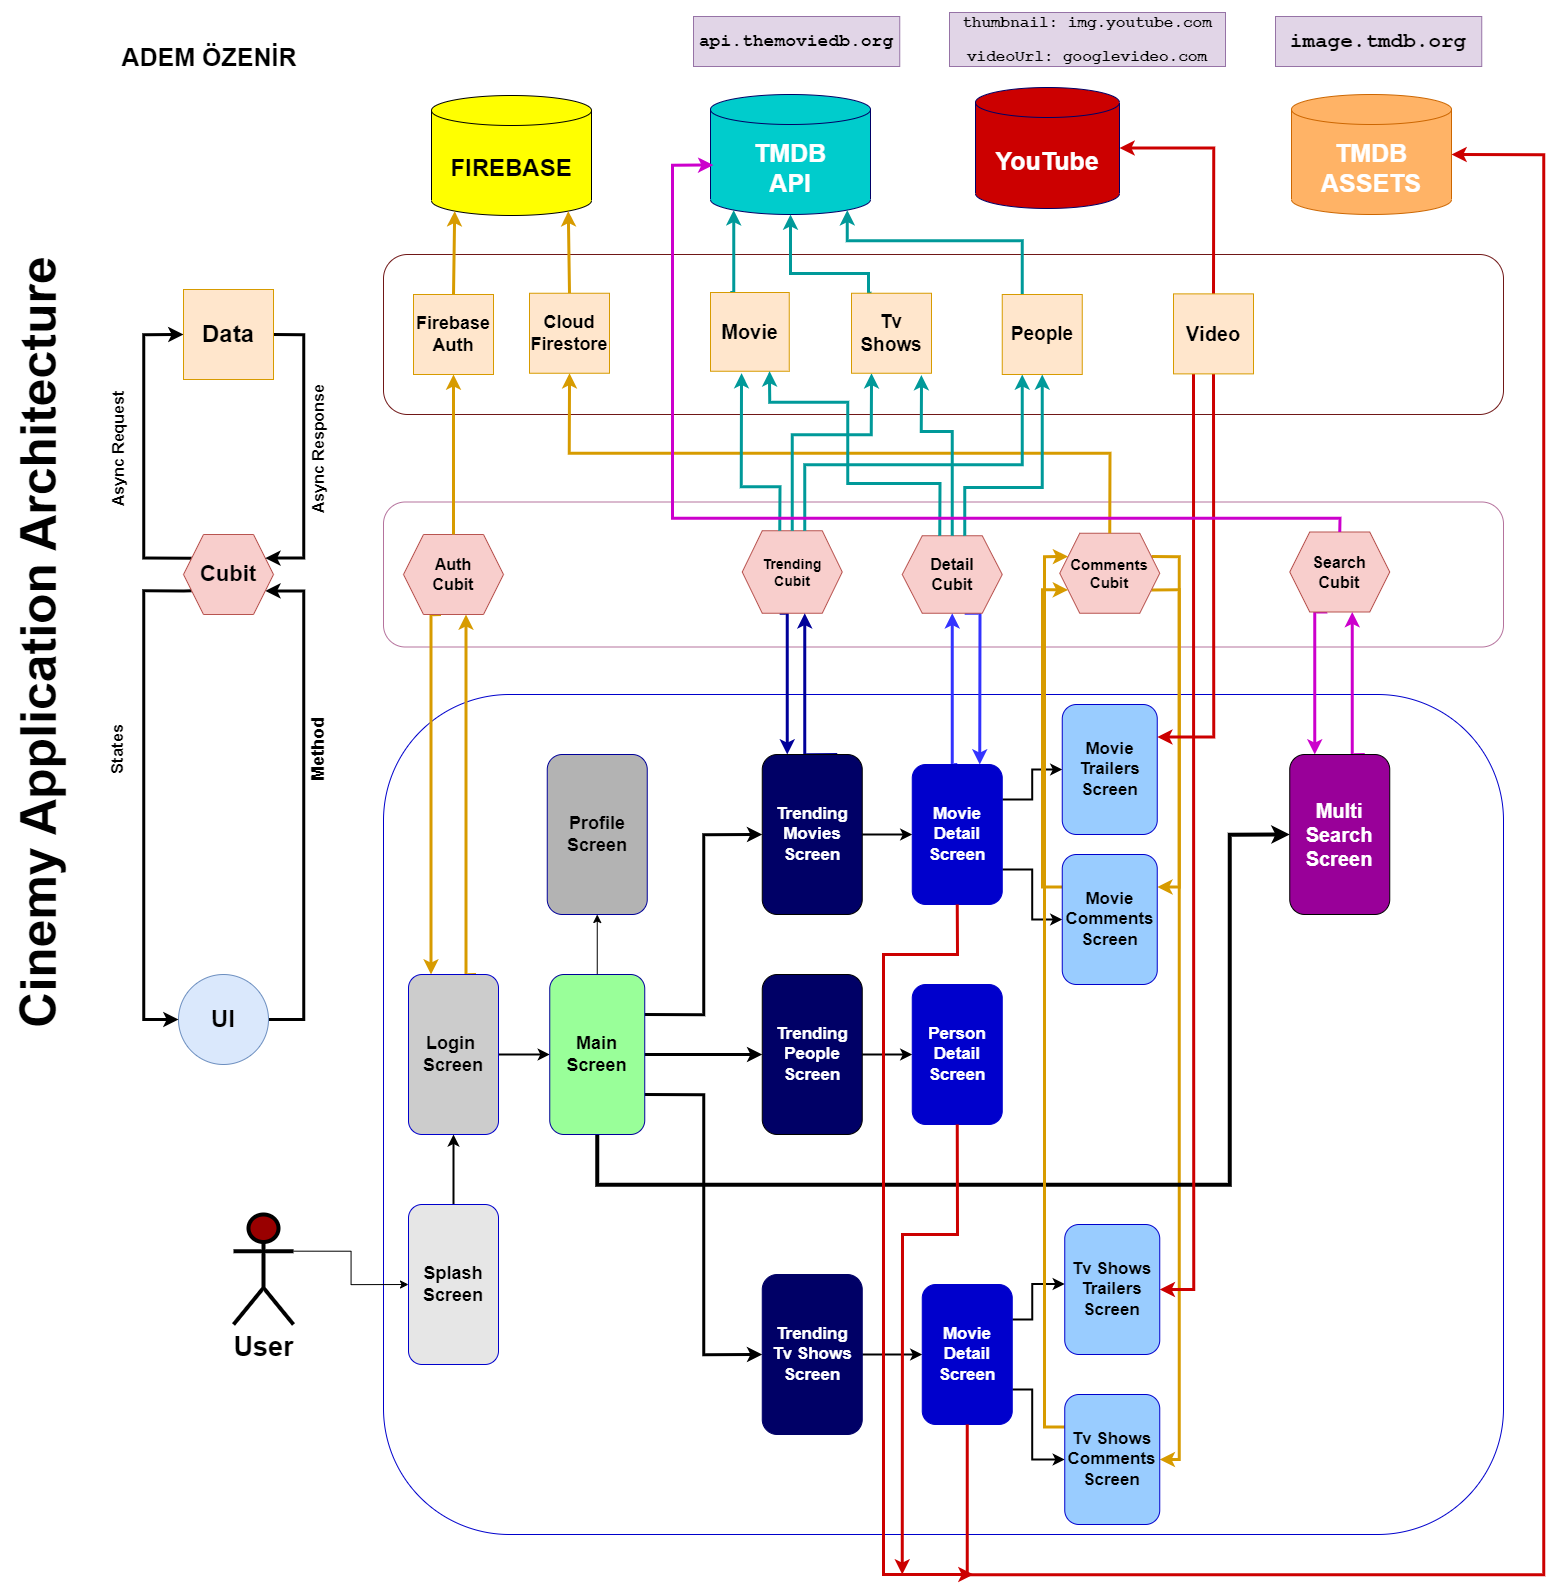 Cinemy Application Architecture
ADEM ÖZENİR
api.themoviedb.org
thumbnail: img.youtube.com
videoUrl: googlevideo.com
image.tmdb.org
FIREBASE
TMDB
API
YouTube
TMDB
ASSETS
Data
Async Request
Async Response
Cubit
States
Method
UI
Firebase
Auth
Cloud
Firestore
Movie
Tv
Shows
People
Video
Auth
Cubit
Trending
Cubit
Detail
Cubit
Comments
Cubit
Search
Cubit
Profile
Screen
Trending
Movies
Screen
Movie
Detail
Screen
Movie
Trailers
Screen
Movie
Comments
Screen
Multi
Search
Screen
Login
Screen
Main
Screen
Trending
People
Screen
Person
Detail
Screen
User
Splash
Screen
Trending
Tv Shows
Screen
Movie
Detail
Screen
Tv Shows
Trailers
Screen
Tv Shows
Comments
Screen